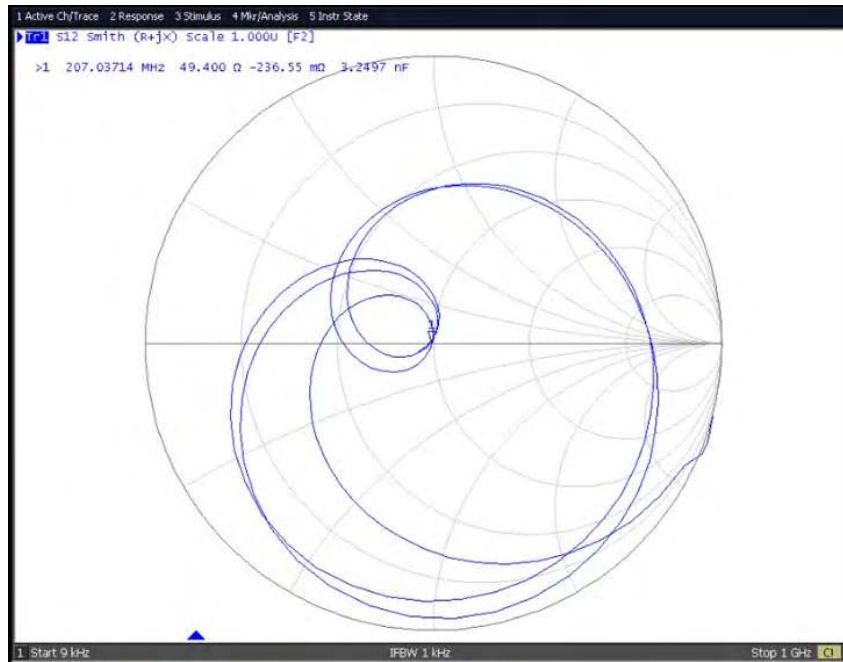 1 Active Ch/Trace 2 Response 3 Stimulus 4 Mkr/Analysis 5 Instr State
Tr1 S12 Smith (R+jX) Scale 1.000U [F2]
>1 207.03714 MHz 49.400 Ω -236.55 mΩ 3.2497 nF
1
1 Start 9 kHz IFBW 1 kHz Stop 1 GHz